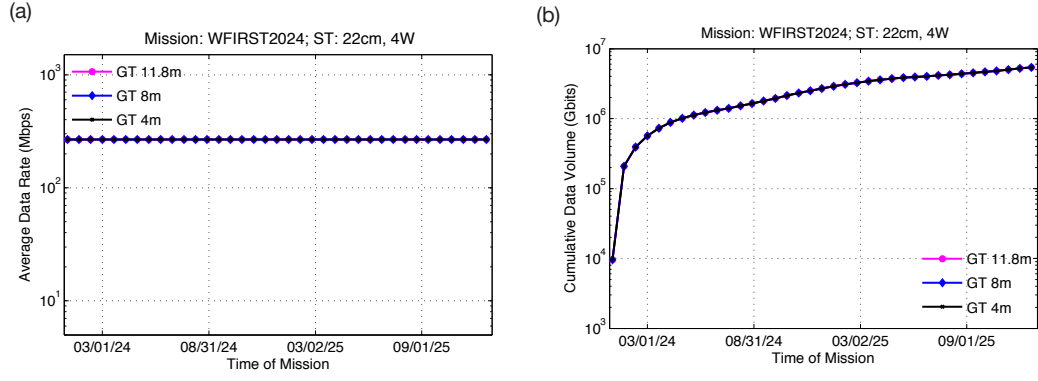 (a)
Mission: WFIRST2024; ST: 22cm, 4W
10³
GT 11.8m
GT 8m
GT 4m
10²
10¹
Average Data Rate (Mbps)
03/01/24 08/31/24 03/02/25 09/01/25
Time of Mission
(b)
Mission: WFIRST2024; ST: 22cm, 4W
10⁷
10⁶
10⁵
10⁴
10³
Cumulative Data Volume (Gbits)
GT 11.8m
GT 8m
GT 4m
03/01/24 08/31/24 03/02/25 09/01/25
Time of Mission